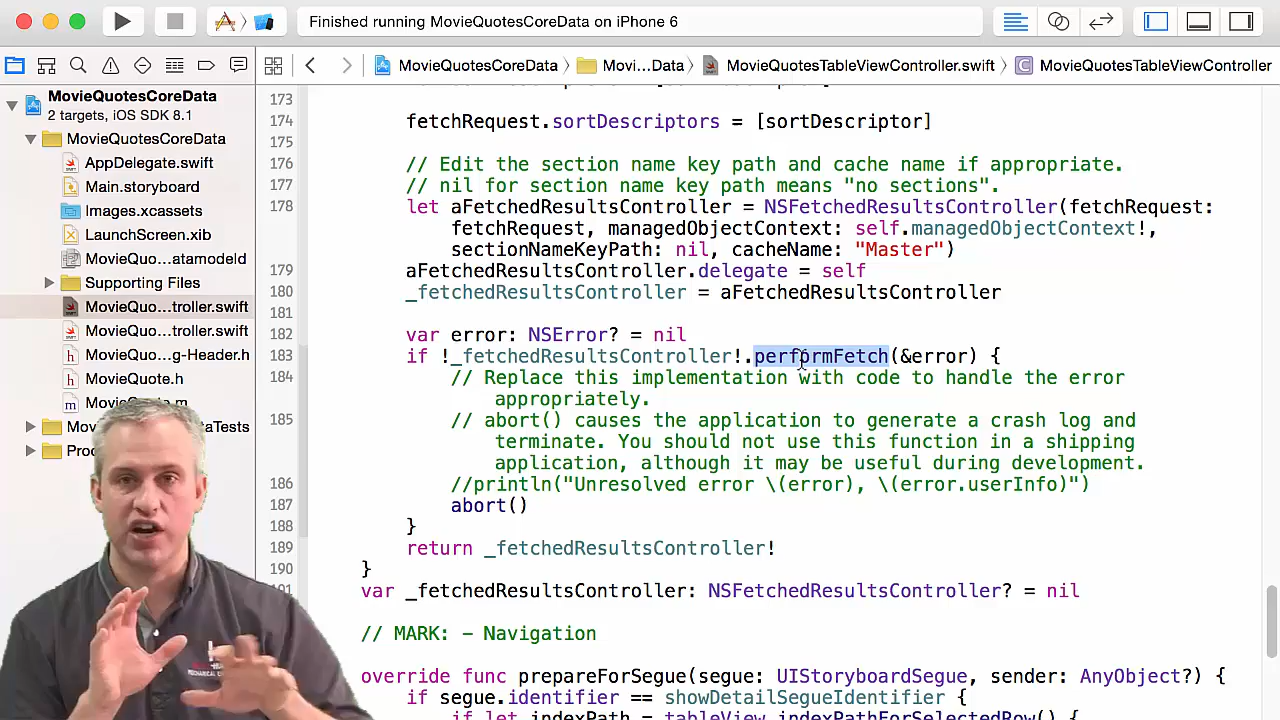 Finished running MovieQuotesCoreData on iPhone 6
MovieQuotesCoreData
Movi...Data
MovieQuotesTableViewController.swift
MovieQuotesTableViewController
MovieQuotesCoreData
2 targets, iOS SDK 8.1
MovieQuotesCoreData
AppDelegate.swift
Main.storyboard
Images.xcassets
LaunchScreen.xib
MovieQuo...atamodeld
Supporting Files
MovieQuo...troller.swift
MovieQuo...troller.swift
MovieQuo...g-Header.h
MovieQuote.h
MovieQuote.m
173
174 fetchRequest.sortDescriptors = [sortDescriptor]
175
176 // Edit the section name key path and cache name if appropriate.
177 // nil for section name key path means "no sections".
178 let aFetchedResultsController = NSFetchedResultsController(fetchRequest:
fetchRequest, managedObjectContext: self.managedObjectContext!,
sectionNameKeyPath: nil, cacheName: "Master")
179 aFetchedResultsController.delegate = self
180 _fetchedResultsController = aFetchedResultsController
181
182 var error: NSError? = nil
183 if !_fetchedResultsController!.performFetch(&error) {
184 // Replace this implementation with code to handle the error
appropriately.
185 // abort() causes the application to generate a crash log and
terminate. You should not use this function in a shipping
application, although it may be useful during development.
186 //println("Unresolved error \(error), \(error.userInfo)")
187 abort()
188 }
189 return _fetchedResultsController!
190 }
191 var _fetchedResultsController: NSFetchedResultsController? = nil
// MARK: - Navigation
override func prepareForSegue(segue: UIStoryboardSegue, sender: AnyObject?) {
if segue.identifier == showDetailSegueIdentifier {
if let indexPath = tableView.indexPathForSelectedRow() {